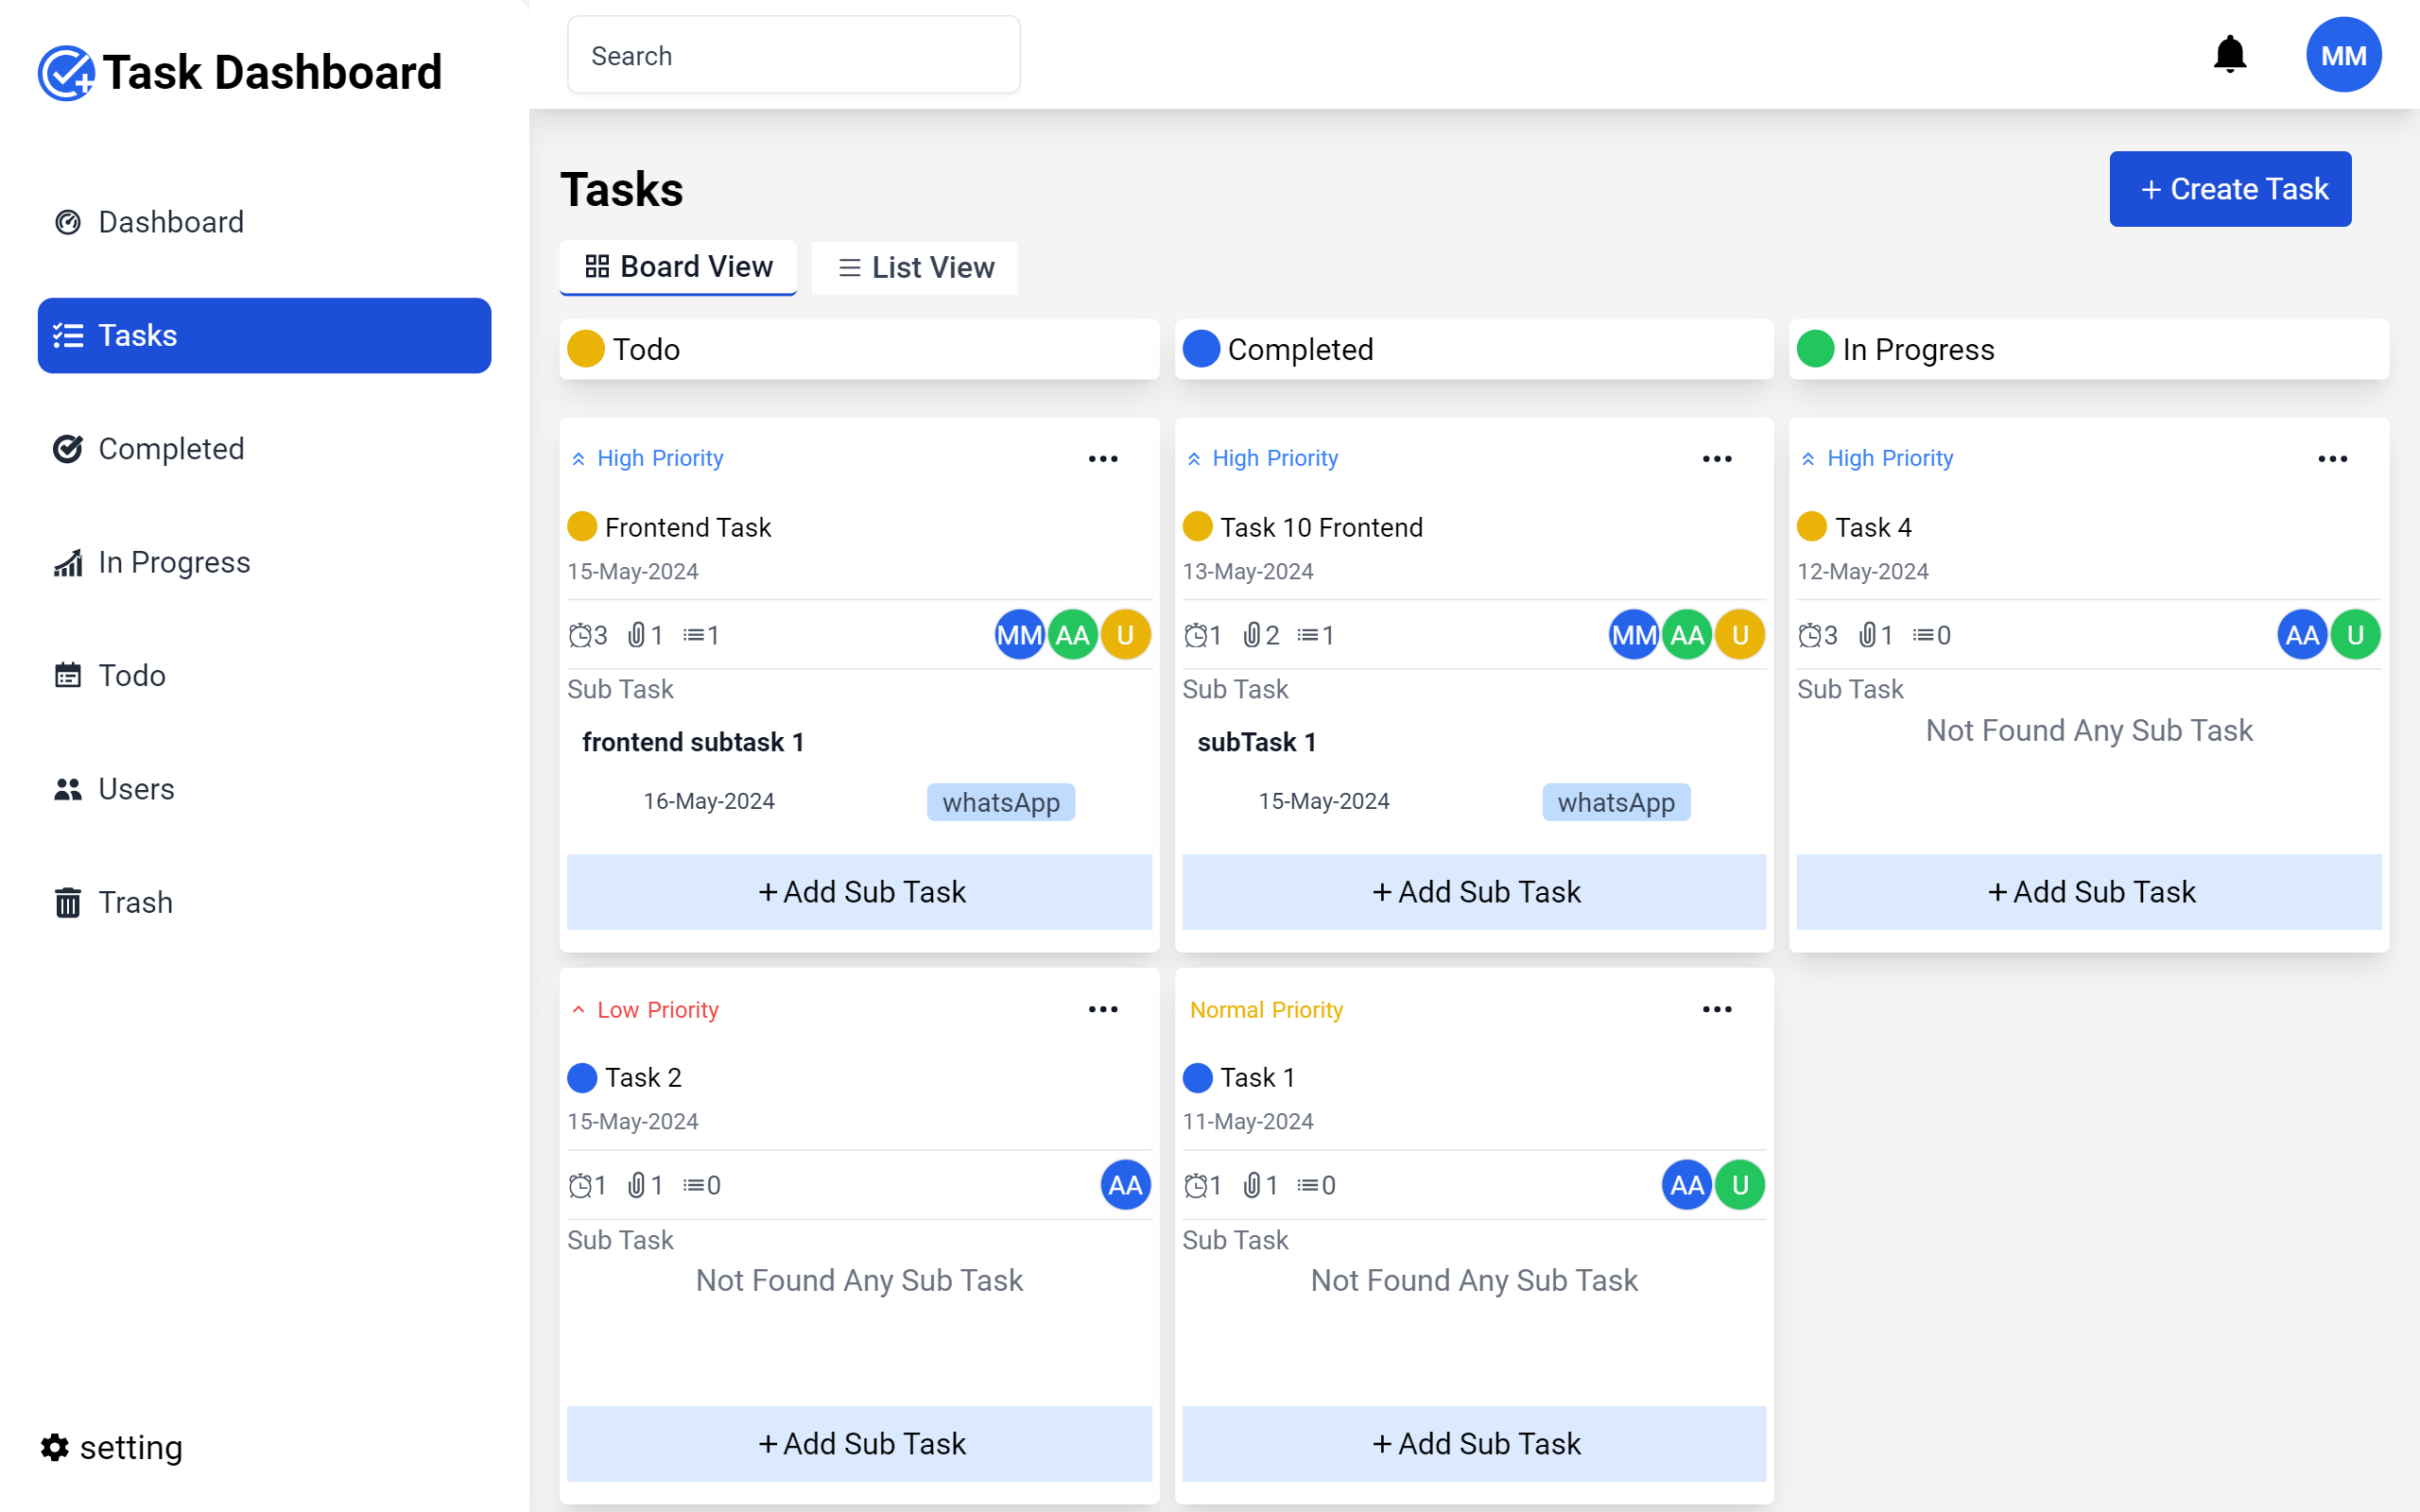 Task Dashboard
Dashboard
Tasks
Completed
In Progress
Todo
Users
Trash
setting
Search
MM
Tasks
+ Create Task
Board View
List View
Todo
Completed
In Progress
High Priority
Frontend Task
15-May-2024
3 1 1
MM AA U
Sub Task
frontend subtask 1
16-May-2024 whatsApp
+ Add Sub Task
High Priority
Task 10 Frontend
13-May-2024
1 2 1
MM AA U
Sub Task
subTask 1
15-May-2024 whatsApp
+ Add Sub Task
High Priority
Task 4
12-May-2024
3 1 0
AA U
Sub Task
Not Found Any Sub Task
+ Add Sub Task
Low Priority
Task 2
15-May-2024
1 1 0
AA
Sub Task
Not Found Any Sub Task
+ Add Sub Task
Normal Priority
Task 1
11-May-2024
1 1 0
AA U
Sub Task
Not Found Any Sub Task
+ Add Sub Task